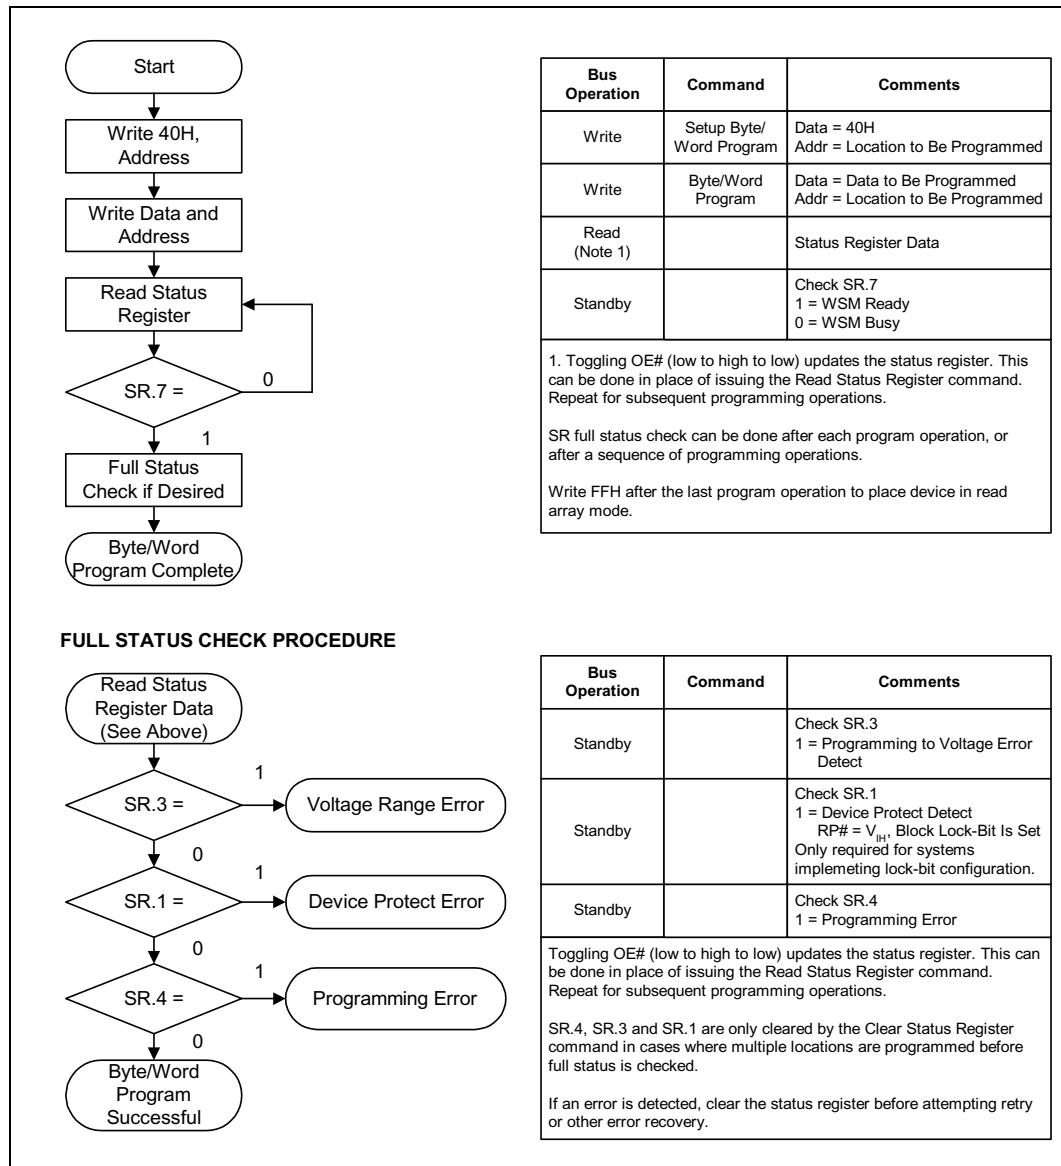 Start
Write 40H,
Address
Write Data and
Address
Read Status
Register
SR.7 =
0
1
Full Status
Check if Desired
Byte/Word
Program Complete
Bus
Operation
Command
Comments
Write
Setup Byte/
Word Program
Data = 40H
Addr = Location to Be Programmed
Write
Byte/Word
Program
Data = Data to Be Programmed
Addr = Location to Be Programmed
Read
(Note 1)
Status Register Data
Standby
Check SR.7
1 = WSM Ready
0 = WSM Busy
1. Toggling OE# (low to high to low) updates the status register. This
can be done in place of issuing the Read Status Register command.
Repeat for subsequent programming operations.
SR full status check can be done after each program operation, or
after a sequence of programming operations.
Write FFH after the last program operation to place device in read
array mode.
FULL STATUS CHECK PROCEDURE
Read Status
Register Data
(See Above)
SR.3 =
1
Voltage Range Error
0
SR.1 =
1
Device Protect Error
0
SR.4 =
1
Programming Error
0
Byte/Word
Program
Successful
Bus
Operation
Command
Comments
Standby
Check SR.3
1 = Programming to Voltage Error
Detect
Standby
Check SR.1
1 = Device Protect Detect
RP# = VIH, Block Lock-Bit Is Set
Only required for systems
implemeting lock-bit configuration.
Standby
Check SR.4
1 = Programming Error
Toggling OE# (low to high to low) updates the status register. This can
be done in place of issuing the Read Status Register command.
Repeat for subsequent programming operations.
SR.4, SR.3 and SR.1 are only cleared by the Clear Status Register
command in cases where multiple locations are programmed before
full status is checked.
If an error is detected, clear the status register before attempting retry
or other error recovery.